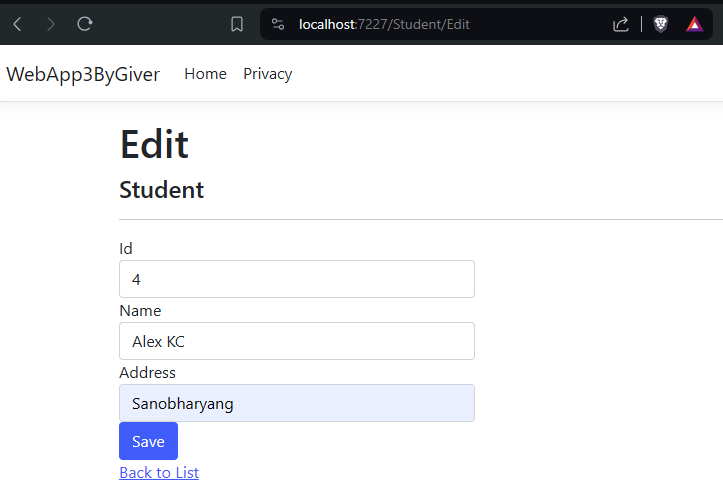 localhost:7227/Student/Edit
WebApp3ByGiver Home Privacy
Edit
Student
Id
4
Name
Alex KC
Address
Sanobharyang
Save
Back to List